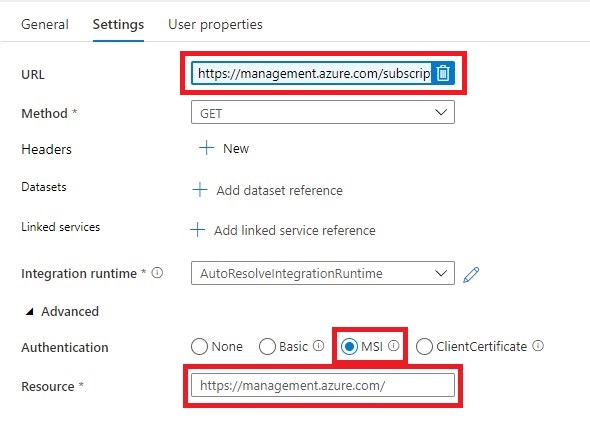 General Settings User properties
URL https://management.azure.com/subscrip
Method * GET
Headers + New
Datasets + Add dataset reference
Linked services + Add linked service reference
Integration runtime * AutoResolveIntegrationRuntime
Advanced
Authentication None Basic MSI ClientCertificate
Resource * https://management.azure.com/